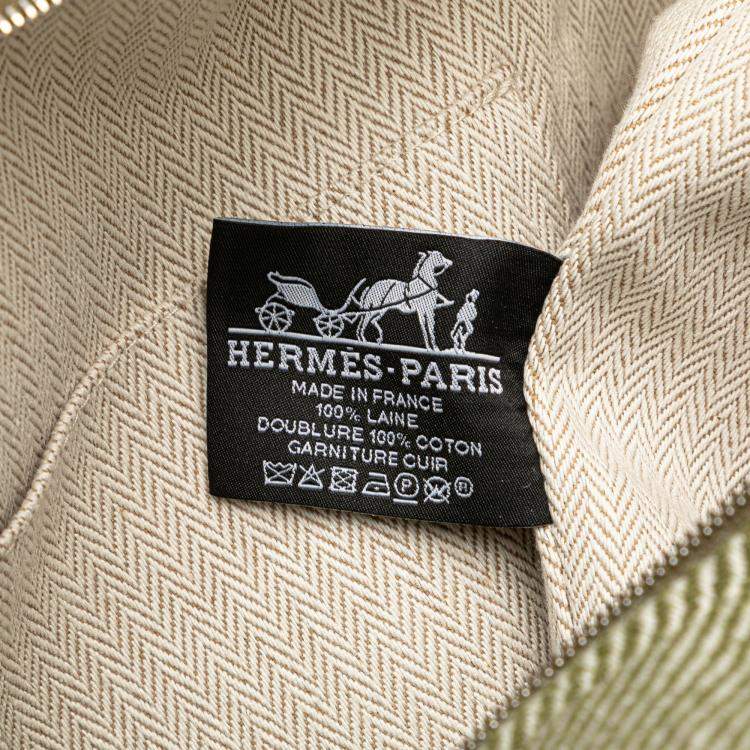 HERMÈS-PARIS
MADE IN FRANCE
100% LAINE
DOUBLURE 100% COTON
GARNITURE CUIR
P ®